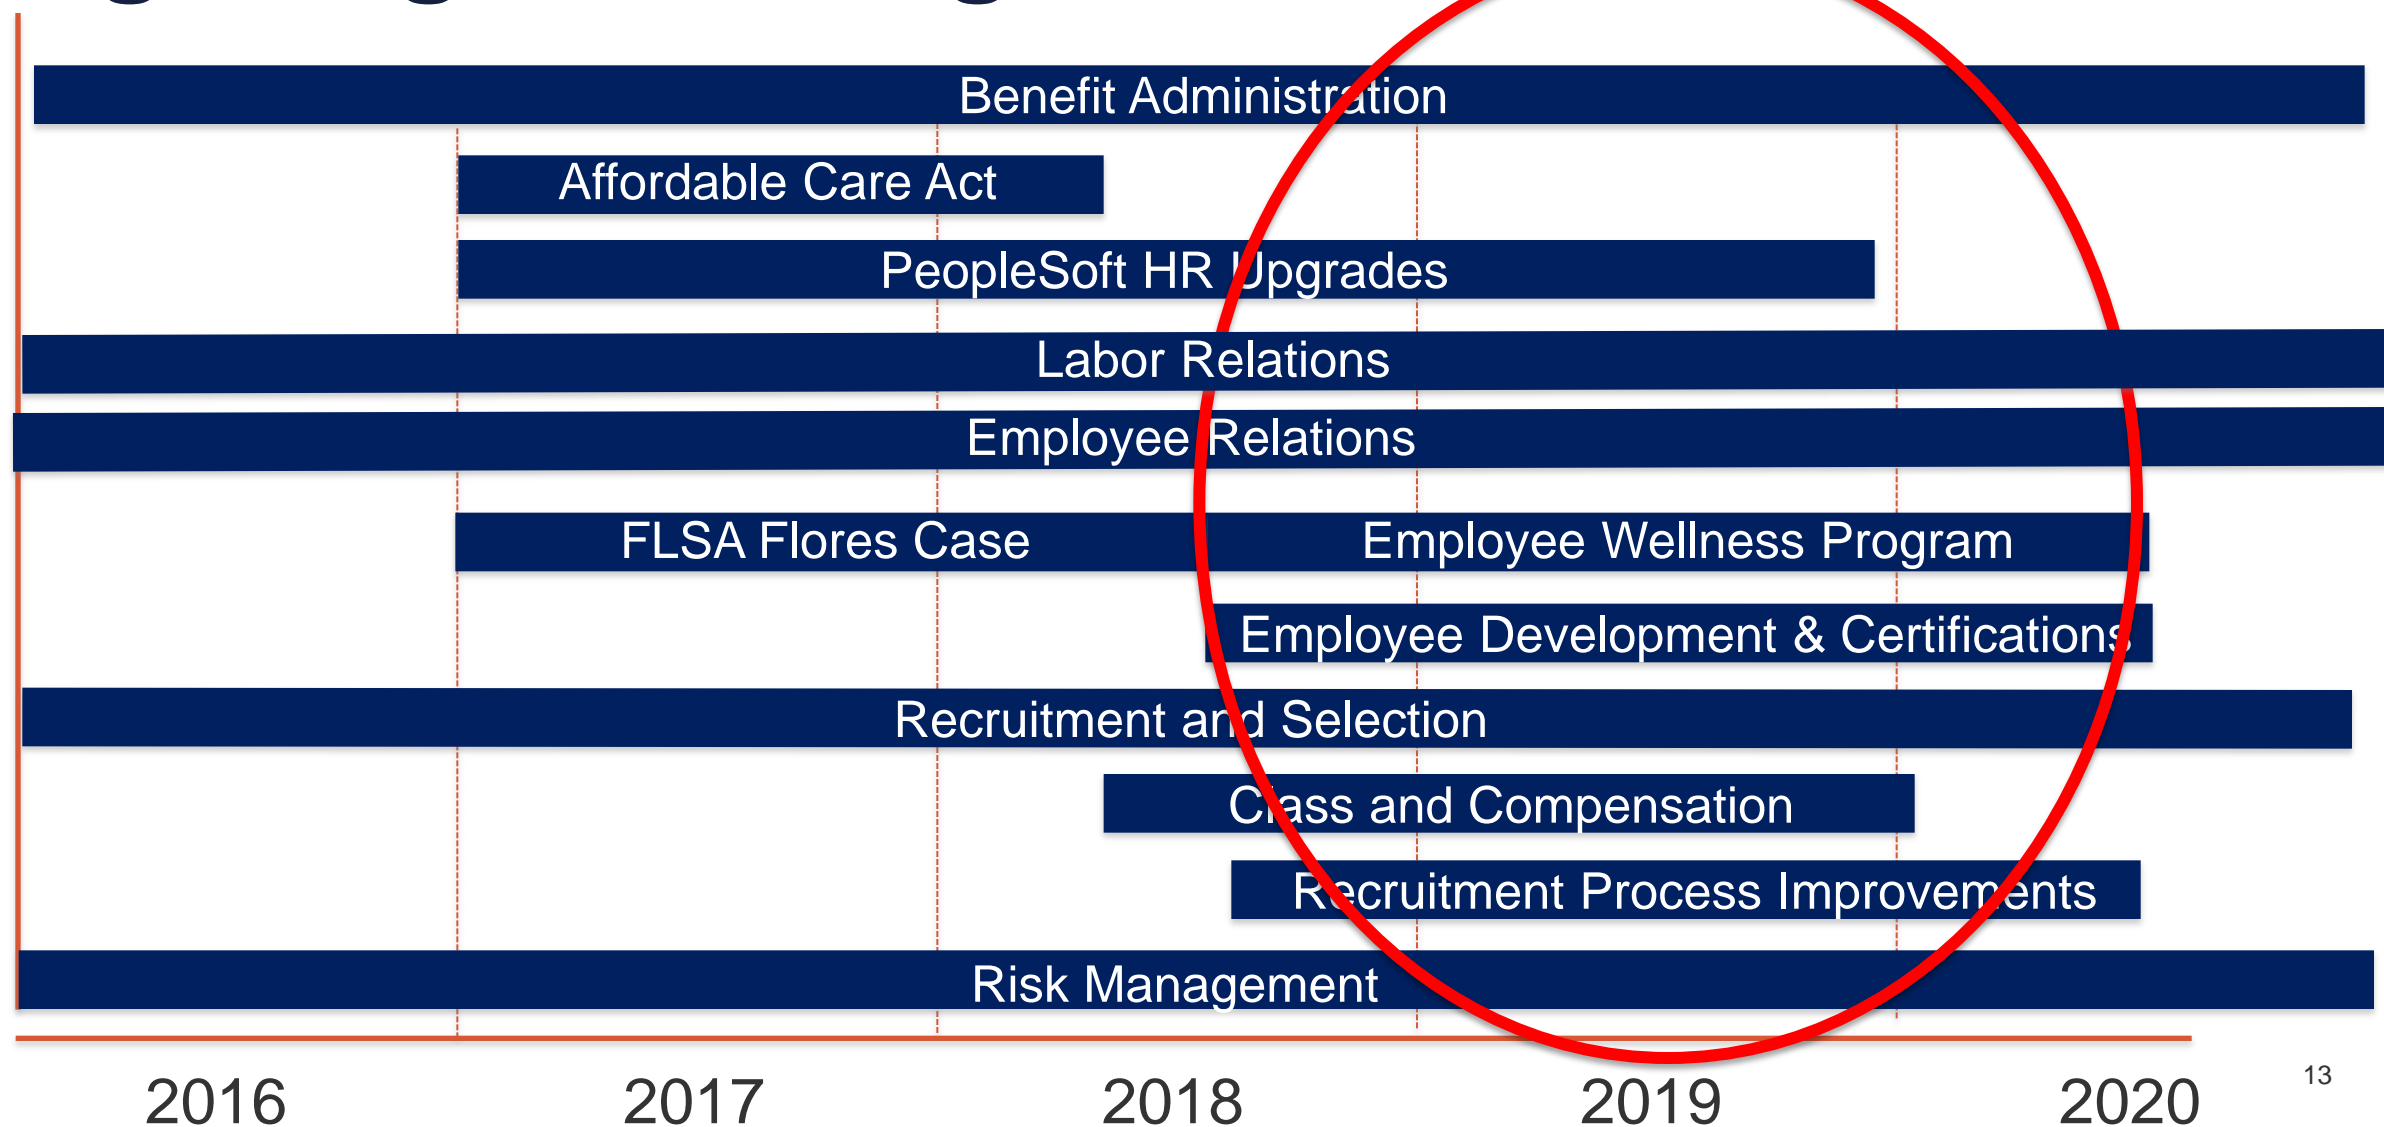 Benefit Administration
Affordable Care Act
PeopleSoft HR Upgrades
Labor Relations
Employee Relations
FLSA Flores Case
Employee Wellness Program
Employee Development & Certifications
Recruitment and Selection
Class and Compensation
Recruitment Process Improvements
Risk Management
2016 2017 2018 2019 2020
13